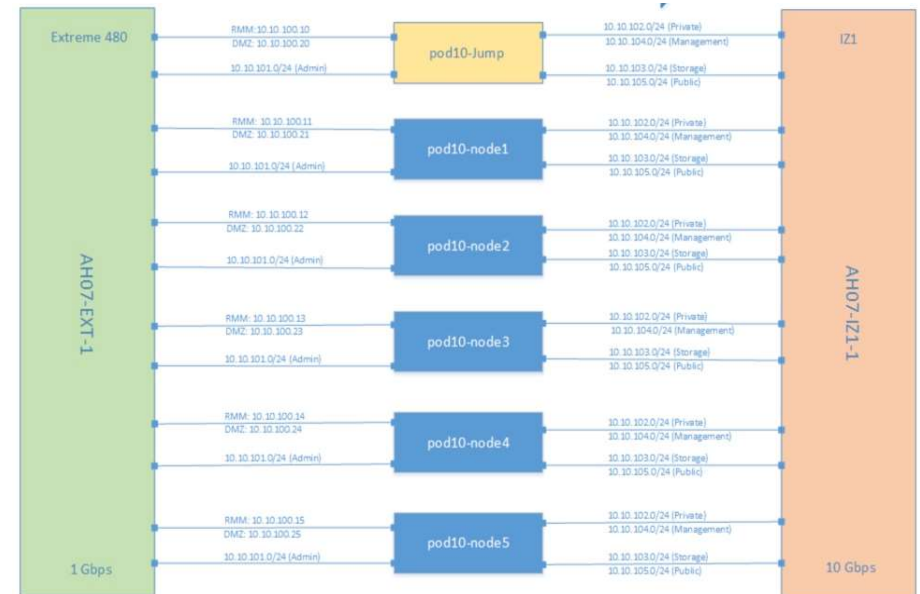 Extreme 480
RMM: 10.10.100.10
DMZ: 10.10.100.20
10.10.101.0/24 (Admin)
pod10-Jump
10.10.102.0/24 (Private)
10.10.104.0/24 (Management)
10.10.103.0/24 (Storage)
10.10.105.0/24 (Public)
IZ1
RMM: 10.10.100.11
DMZ: 10.10.100.21
10.10.101.0/24 (Admin)
pod10-node1
10.10.102.0/24 (Private)
10.10.104.0/24 (Management)
10.10.103.0/24 (Storage)
10.10.105.0/24 (Public)
RMM: 10.10.100.12
DMZ: 10.10.100.22
10.10.101.0/24 (Admin)
pod10-node2
10.10.102.0/24 (Private)
10.10.104.0/24 (Management)
10.10.103.0/24 (Storage)
10.10.105.0/24 (Public)
AH07-EXT-1
RMM: 10.10.100.13
DMZ: 10.10.100.23
10.10.101.0/24 (Admin)
pod10-node3
10.10.102.0/24 (Private)
10.10.104.0/24 (Management)
10.10.103.0/24 (Storage)
10.10.105.0/24 (Public)
AH07-IZ1-1
RMM: 10.10.100.14
DMZ: 10.10.100.24
10.10.101.0/24 (Admin)
pod10-node4
10.10.102.0/24 (Private)
10.10.104.0/24 (Management)
10.10.103.0/24 (Storage)
10.10.105.0/24 (Public)
RMM: 10.10.100.15
DMZ: 10.10.100.25
10.10.101.0/24 (Admin)
pod10-node5
10.10.102.0/24 (Private)
10.10.104.0/24 (Management)
10.10.103.0/24 (Storage)
10.10.105.0/24 (Public)
1 Gbps
10 Gbps